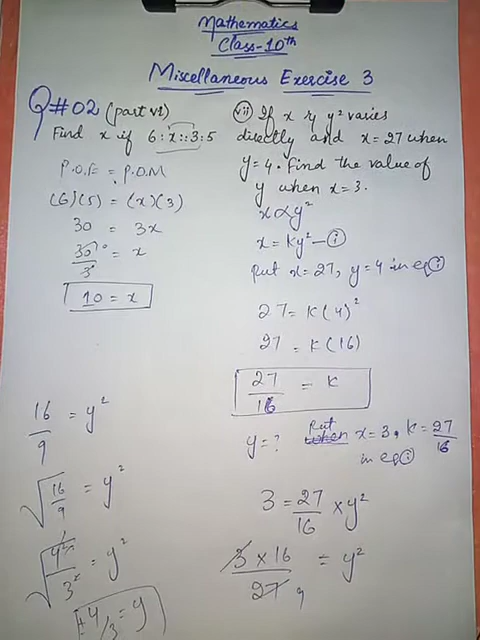 Mathematics
Class-10th
Miscellaneous Exercise 3
Q#02 (part vi)
Find x if 6:x::3:5
P.O.E = P.O.M
(6)(5) = (x)(3)
30 = 3x
30/3 = x
10 = x
(vii) If x & y² varies
directly and x=27 when
y=4. Find the value of
y when x=3.
x∝y²
x=Ky²—(i)
Put x=27, y=4 in eq(i)
27=K(4)²
27=K(16)
27/16 = K
y=? Put when x=3, K=27/16
in eq(i)
3=27/16 ×y²
3×16/27 = y²
9
16/9 = y²
√16/9 = y²
√4²/3² = y²
±4/3=y